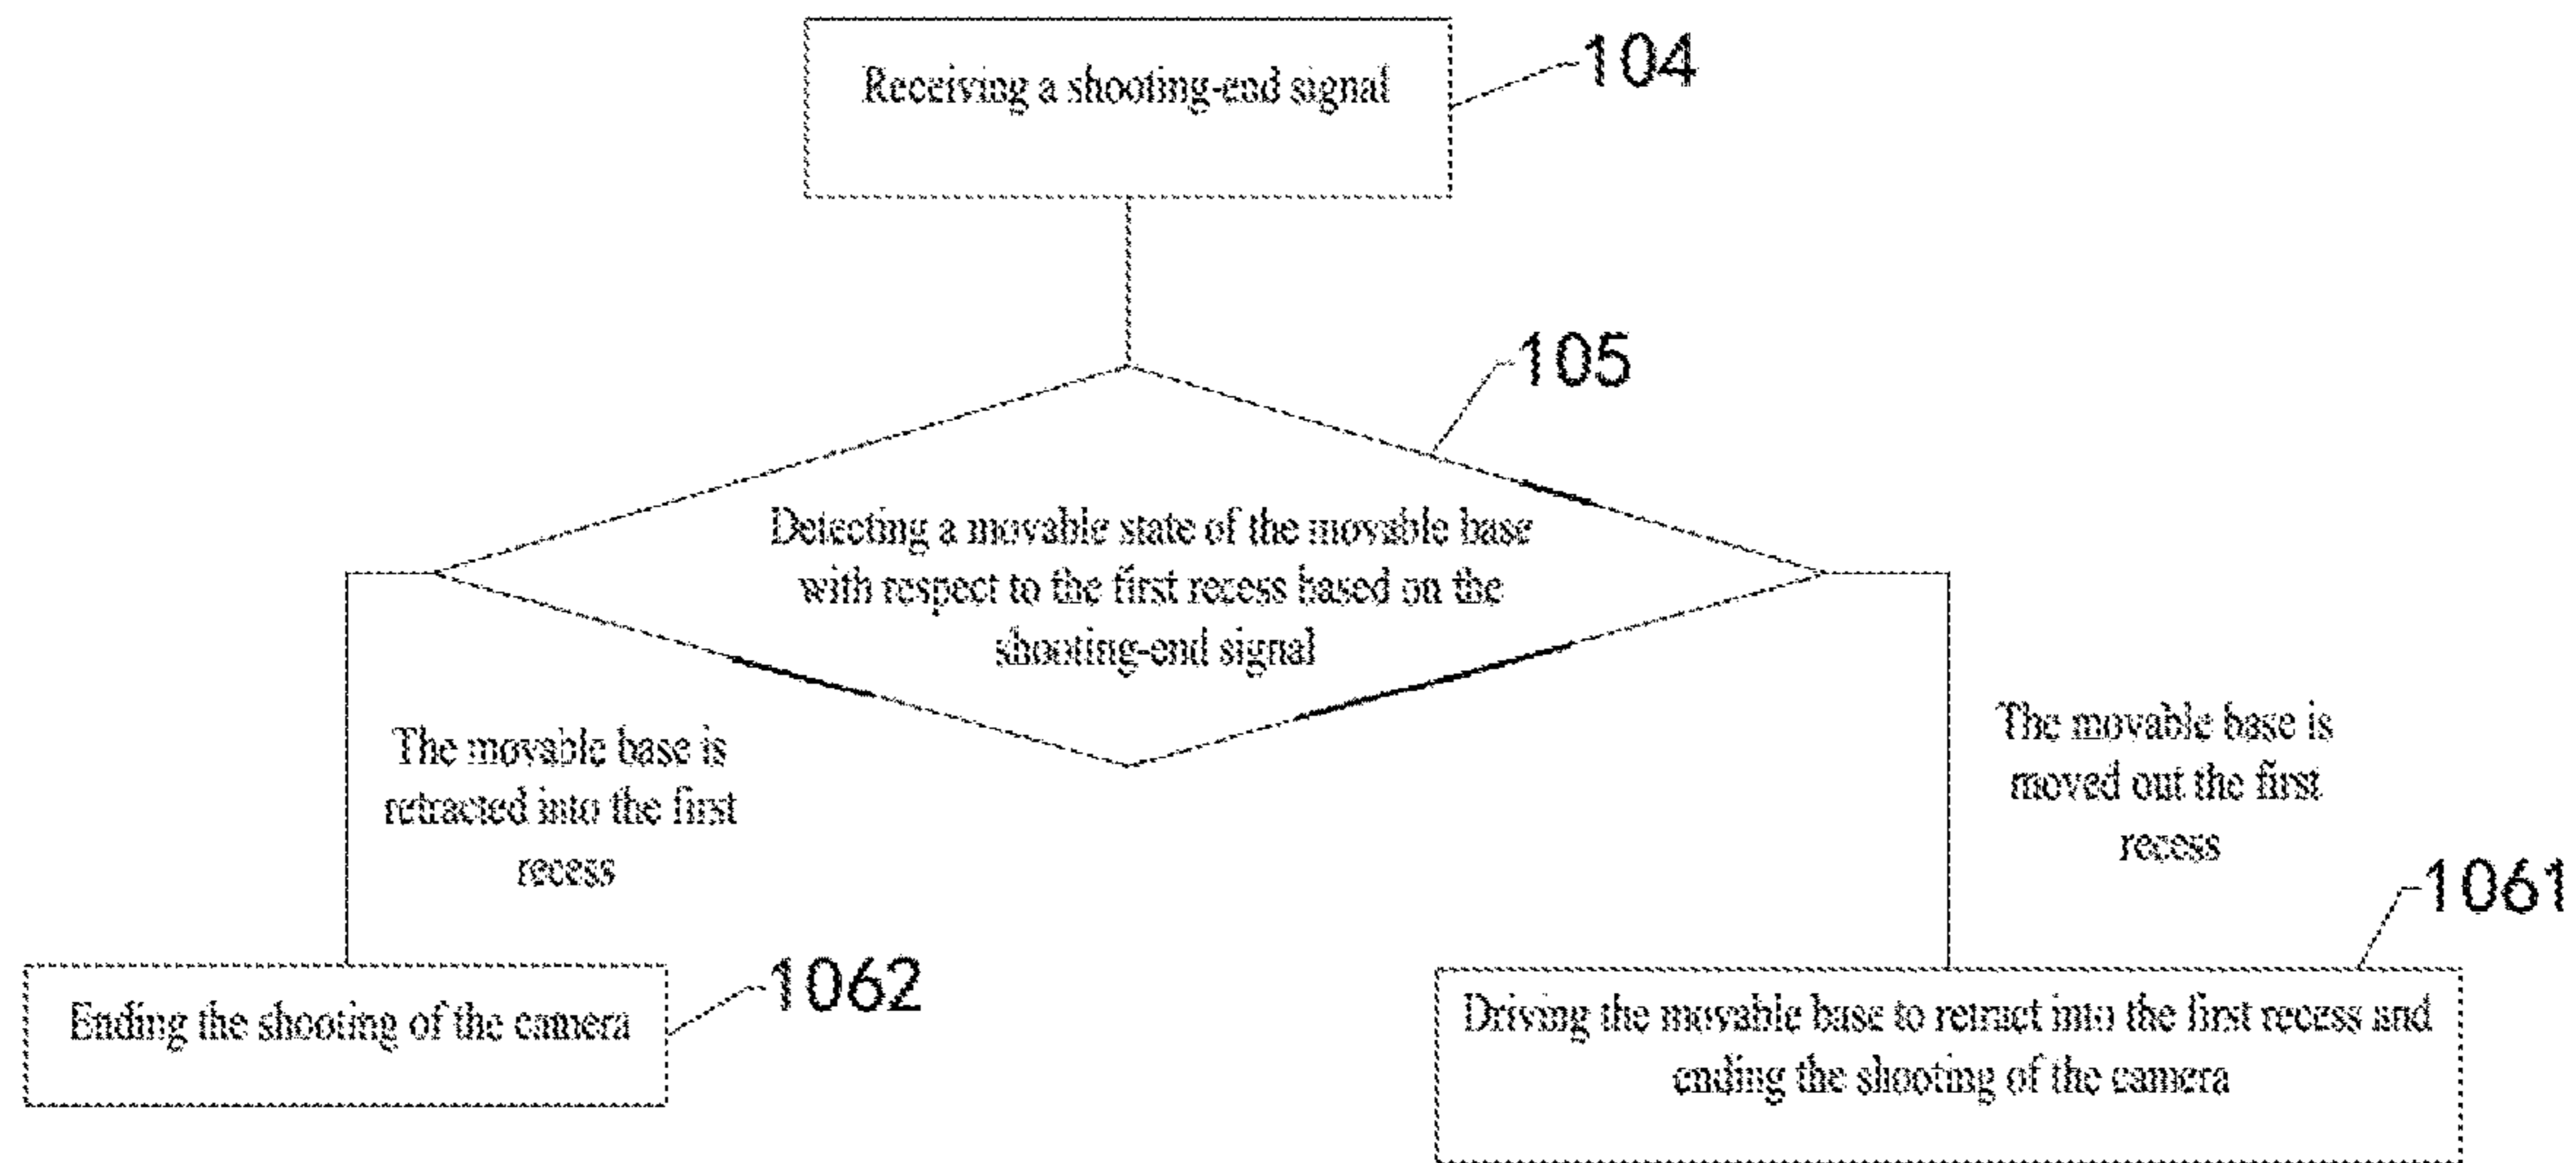 Receiving a shooting-end signal
104
105
Detecting a movable state of the movable base
with respect to the first recess based on the
shooting-end signal
The movable base is
retracted into the first
recess
The movable base is
moved out the first
recess
1061
1062
Ending the shooting of the camera
Driving the movable base to retract into the first recess and
ending the shooting of the camera